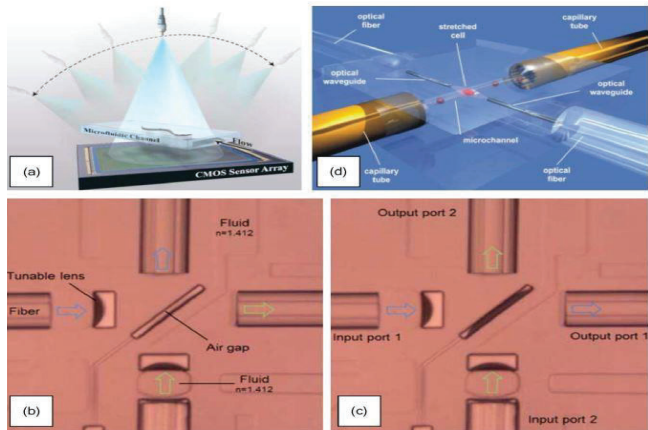 Microfluidic Channel
Flow
CMOS Sensor Array
(a)
optical
fiber
stretched
cell
capillary
tube
optical
waveguide
optical
waveguide
microchannel
capillary
tube
optical
fiber
(d)
Fluid
n=1.412
Tunable lens
Fiber
Air gap
Fluid
n=1.412
(b)
Output port 2
Input port 1
Output port 1
Input port 2
(c)